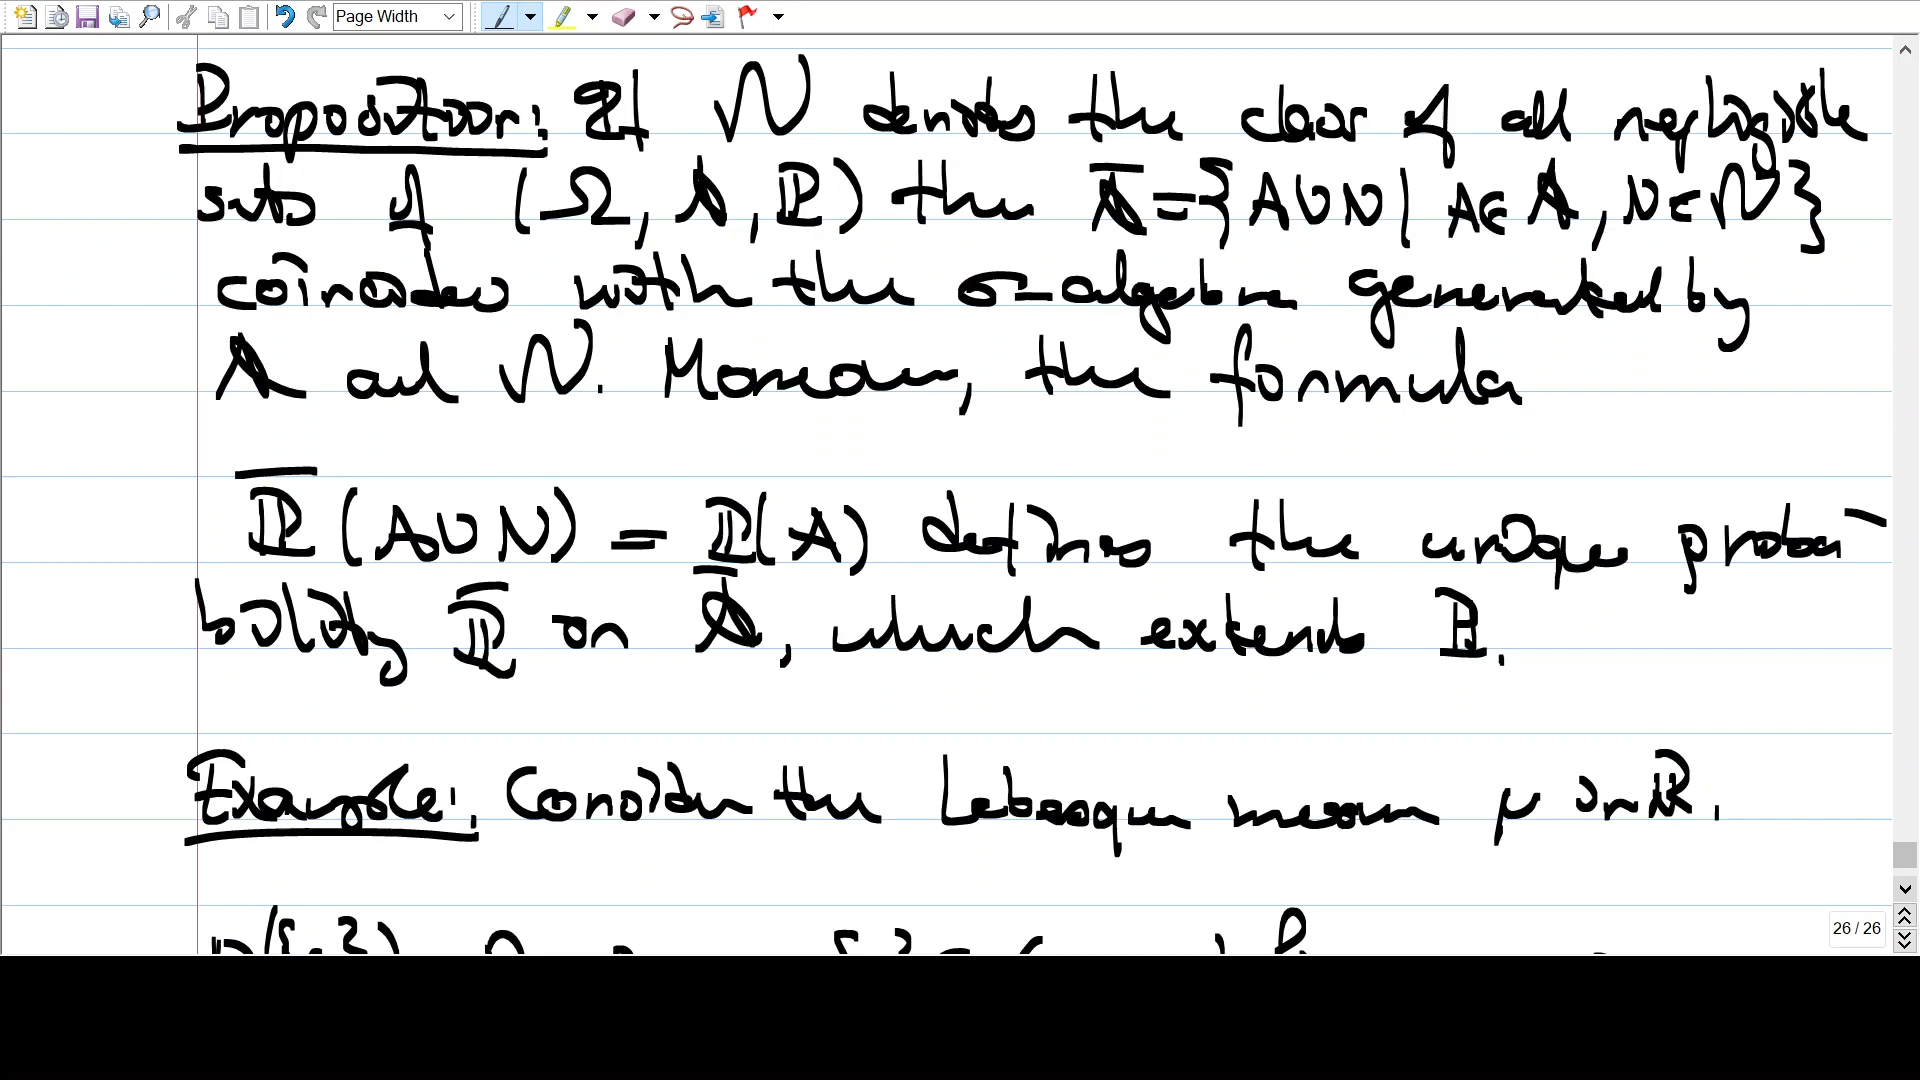 Page Width
Proposition: If 𝒩 denotes the class of all negligible
sets of (Ω, 𝒜, ℙ) then 𝒜̅ = {A∪N | A∈𝒜, N∈𝒩}
coincides with the σ-algebra generated by
𝒜 and 𝒩. Moreover, the formula
ℙ̅(A∪N) = ℙ(A) defines the unique proba-
bility ℙ̅ on 𝒜̅, which extends ℙ.
Example: Consider the Lebesgue measure μ on ℝ.
26 / 26